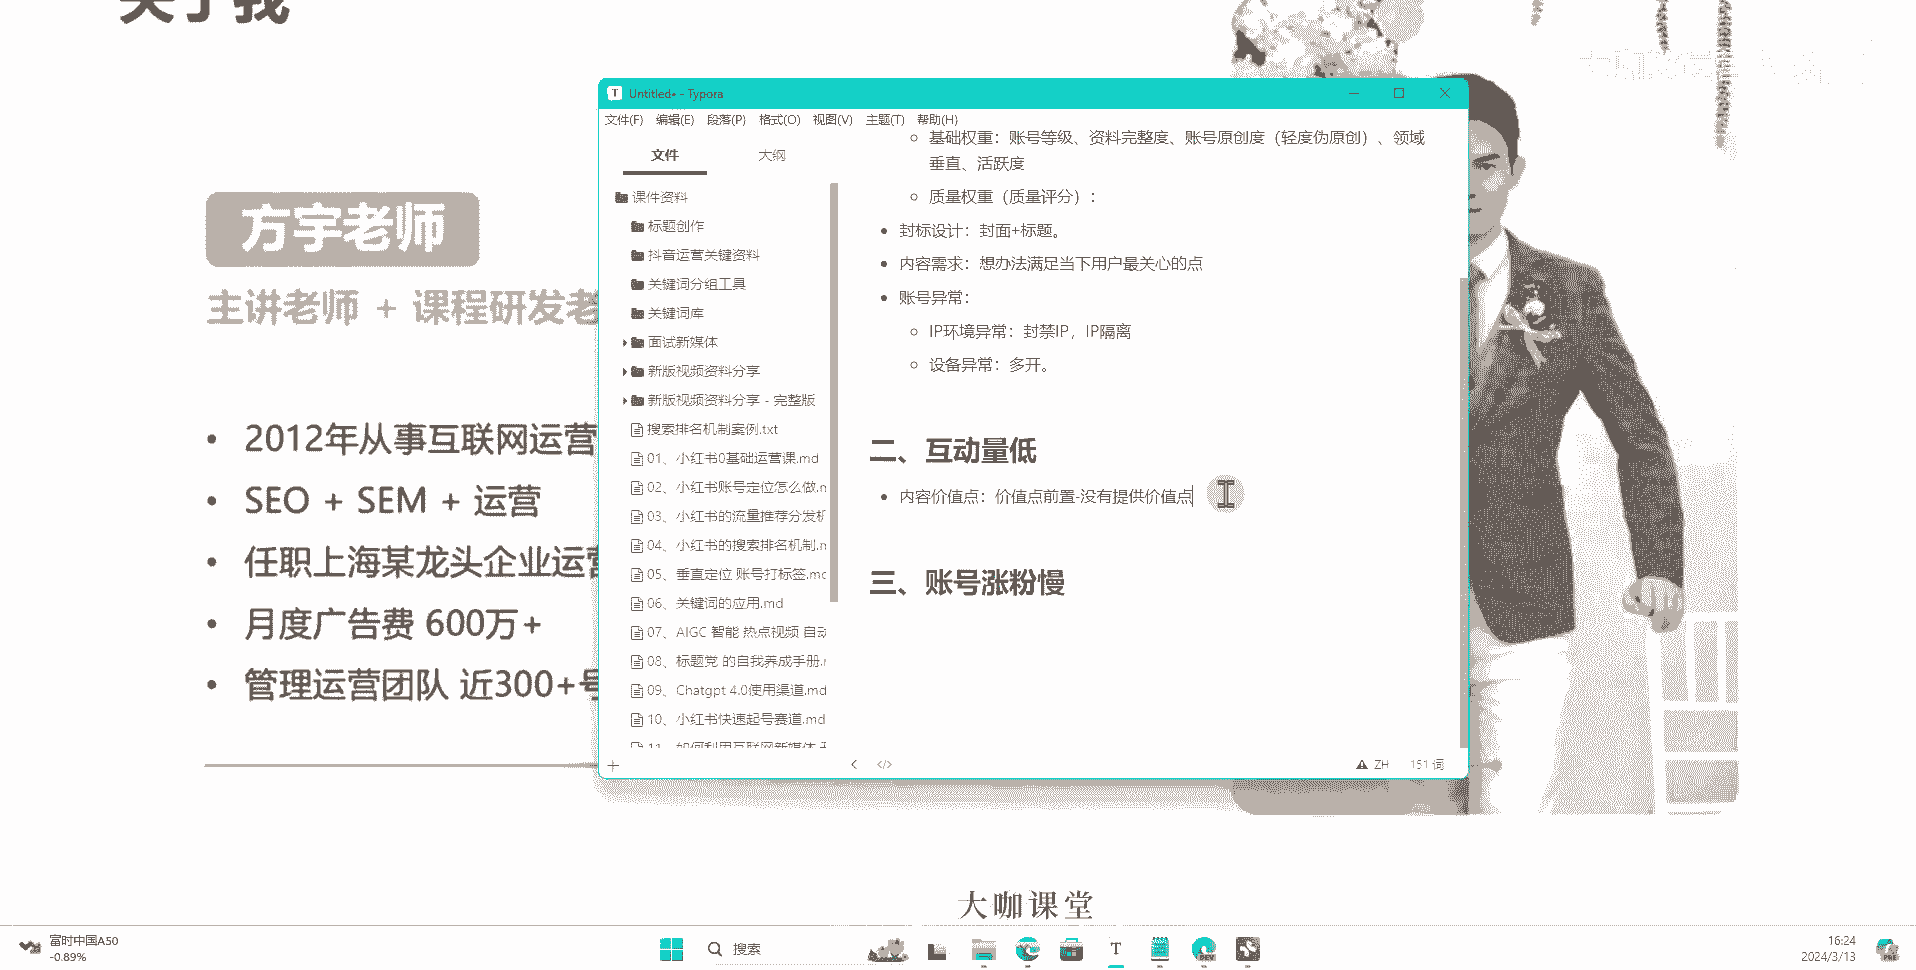 关于我
方宇老师
主讲老师 + 课程研发老
2012年从事互联网运营
SEO + SEM + 运营
任职上海某龙头企业运营
月度广告费 600万+
管理运营团队 近300+号
Untitled• - Typora
文件(F) 编辑(E) 段落(P) 格式(O) 视图(V) 主题(T) 帮助(H)
文件 大纲
课件资料
标题创作
抖音运营关键资料
关键词分组工具
关键词库
面试新媒体
新版视频资料分享
新版视频资料分享 - 完整版
搜索排名机制案例.txt
01、小红书0基础运营课.md
02、小红书账号定位怎么做.m
03、小红书的流量推荐分发机
04、小红书的搜索排名机制.m
05、垂直定位 账号打标签.md
06、关键词的应用.md
07、AIGC 智能 热点视频 自动
08、标题党 的自我养成手册.m
09、Chatgpt 4.0使用渠道.md
10、小红书快速起号赛道.md
11、如何利用互联网新媒体
基础权重：账号等级、资料完整度、账号原创度（轻度伪原创）、领域
垂直、活跃度
质量权重（质量评分）：
封标设计：封面+标题。
内容需求：想办法满足当下用户最关心的点
账号异常：
IP环境异常：封禁IP，IP隔离
设备异常：多开。
二、互动量低
内容价值点：价值点前置-没有提供价值点
三、账号涨粉慢
ZH 151 词
大咖课堂
富时中国A50
-0.89%
搜索
T
DEV
16:24
2024/3/13
PRE